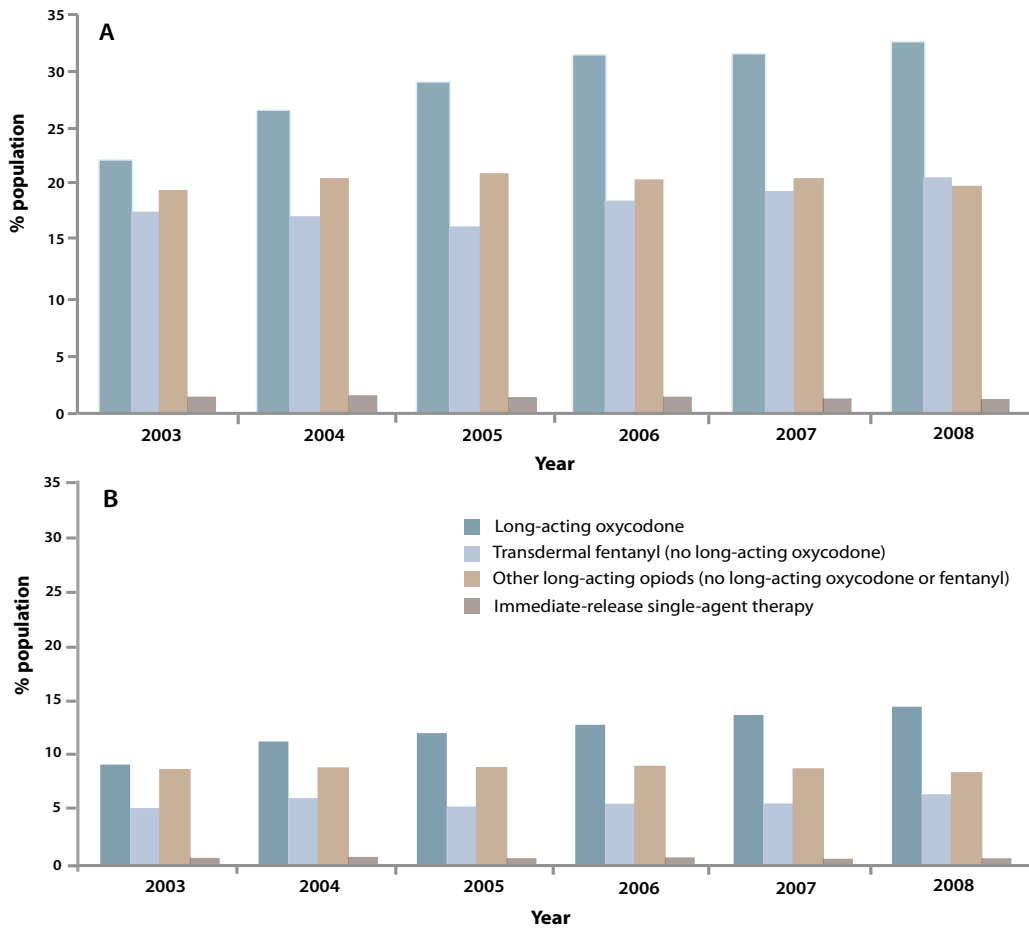 A
35
30
25
20
15
10
5
0
% population
2003 2004 2005 2006 2007 2008
Year
B
35
30
25
20
15
10
5
0
% population
Long-acting oxycodone
Transdermal fentanyl (no long-acting oxycodone)
Other long-acting opiods (no long-acting oxycodone or fentanyl)
Immediate-release single-agent therapy
2003 2004 2005 2006 2007 2008
Year